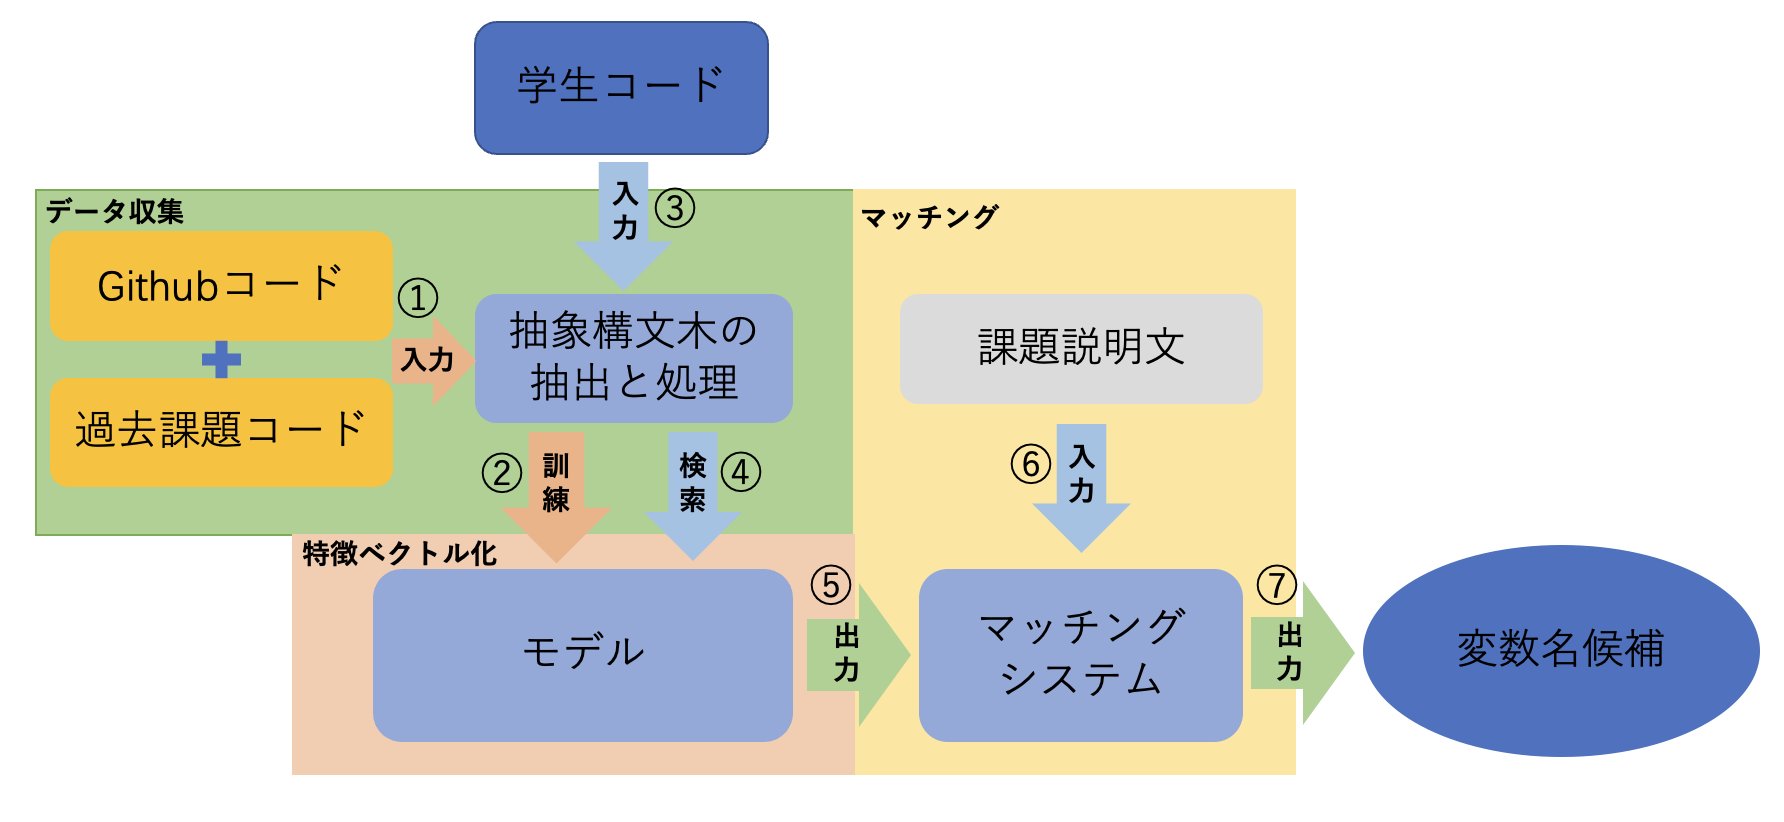 学生コード
入
力
③
データ収集
マッチング
Githubコード
①
入力
過去課題コード
抽象構文木の
抽出と処理
課題説明文
②
訓
練
検
索
④
⑥
入
力
特徴ベクトル化
モデル
⑤
出
力
マッチング
システム
⑦
出
力
変数名候補